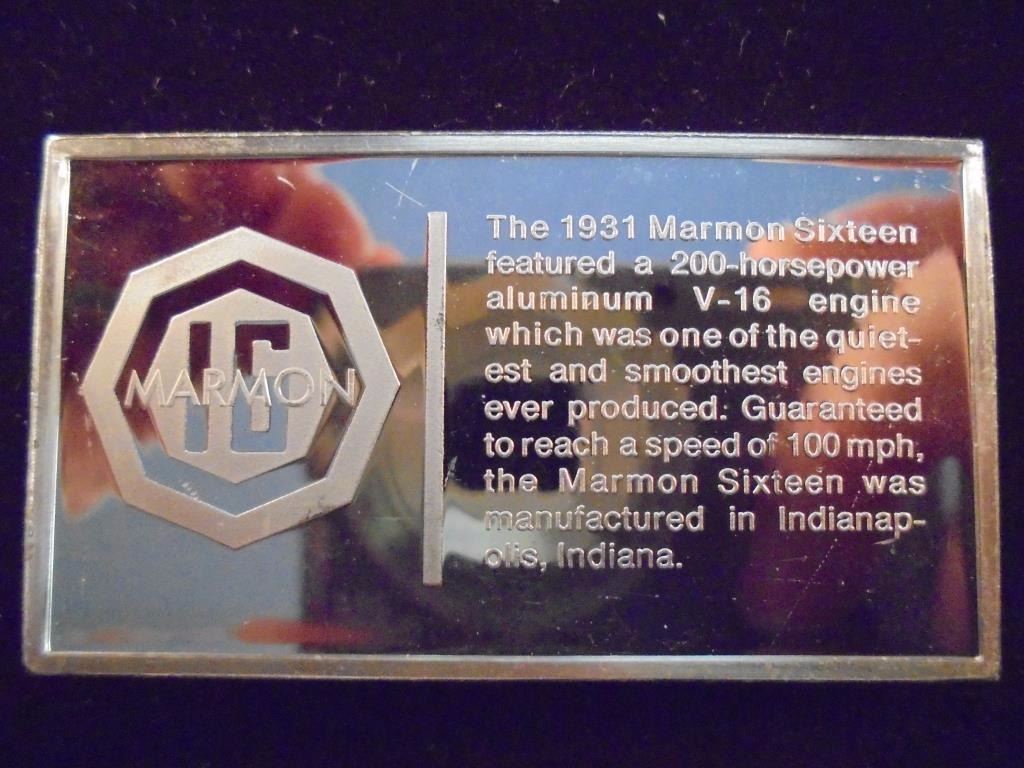 16
MARMON
The 1931 Marmon Sixteen
featured a 200-horsepower
aluminum V-16 engine
which was one of the quiet-
est and smoothest engines
ever produced. Guaranteed
to reach a speed of 100 mph,
the Marmon Sixteen was
manufactured in Indianap-
olis, Indiana.